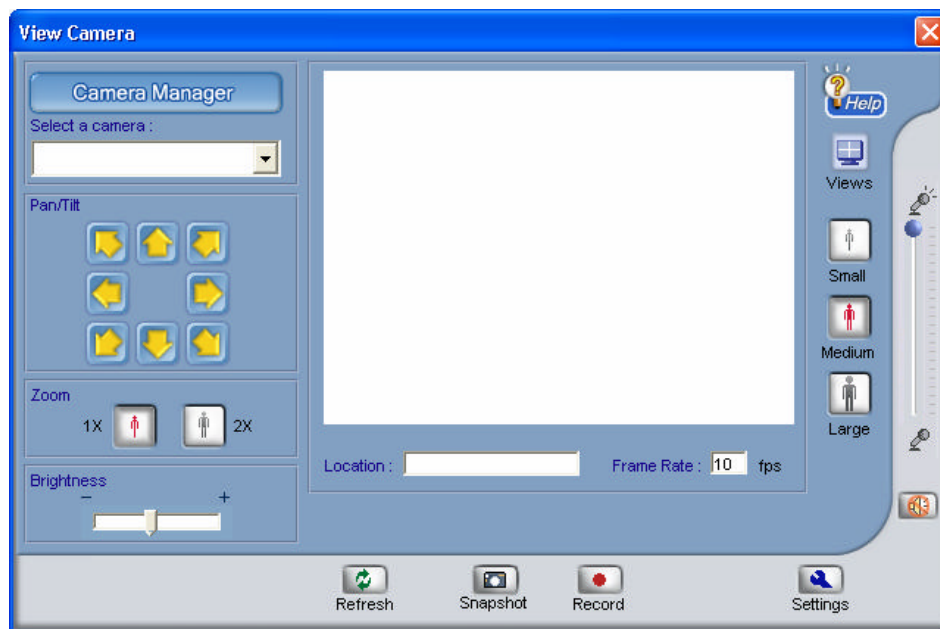 View Camera
Camera Manager
Select a camera :
Pan/Tilt
Zoom
1X
2X
Brightness
-
+
Location :
Frame Rate : 10 fps
Help
Views
Small
Medium
Large
Refresh
Snapshot
Record
Settings